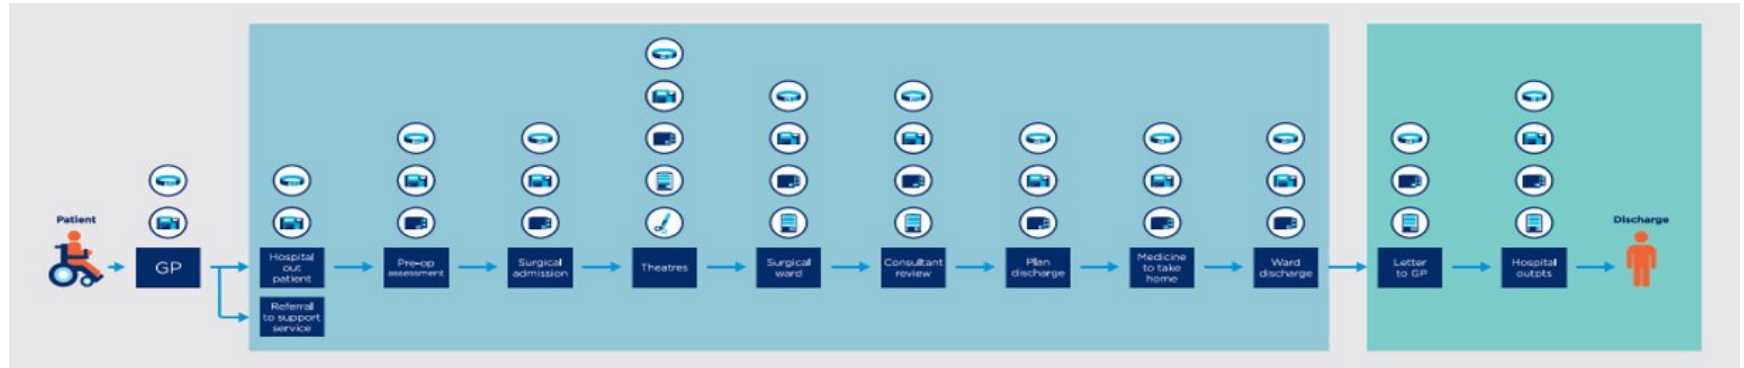 Patient
GP
Hospital
out
patient
Referral
to support
service
Pre-op
assessment
Surgical
admission
Theatres
Surgical
ward
Consultant
review
Plan
discharge
Medicine
to take
home
Ward
discharge
Letter
to GP
Hospital
outpts
Discharge